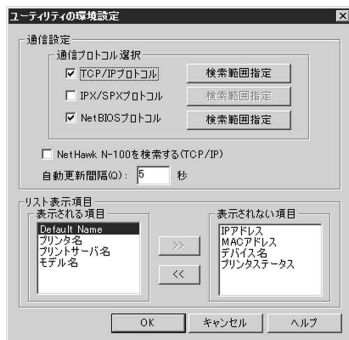 ユーティリティの環境設定
通信設定
通信プロトコル選択
TCP/IPプロトコル 検索範囲指定
IPX/SPXプロトコル 検索範囲指定
NetBIOSプロトコル 検索範囲指定
NetHawk N-100を検索する(TCP/IP)
自動更新間隔(Q): 5 秒
リスト表示項目
表示される項目 表示されない項目
Default Name IPアドレス
プリンタ名 MACアドレス
プリントサーバ名 デバイス名
モデル名 プリンタステータス
>>
<<
OK キャンセル ヘルプ